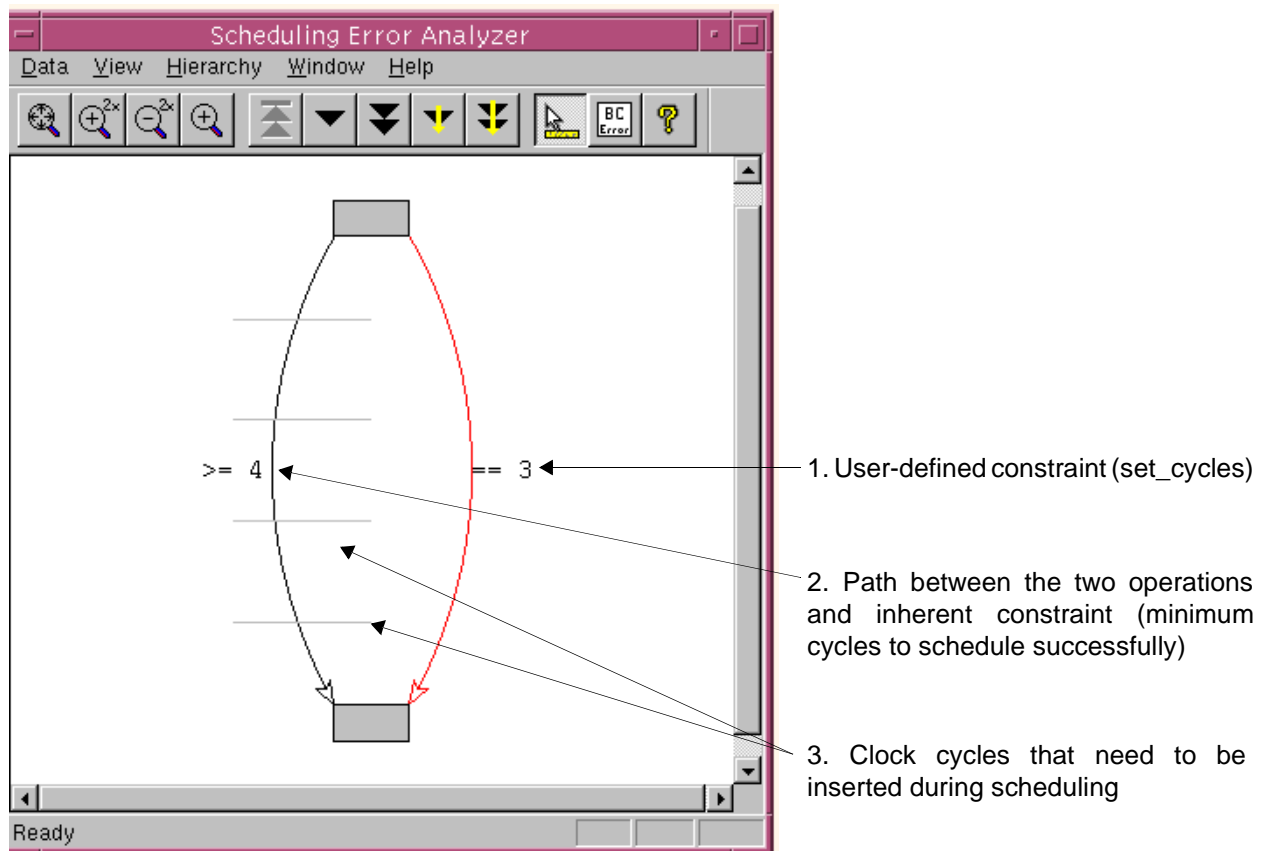 Scheduling Error Analyzer
Data View Hierarchy Window Help
2x 2x BC Error ?
>= 4
== 3
1. User-defined constraint (set_cycles)
2. Path between the two operations
and inherent constraint (minimum
cycles to schedule successfully)
3. Clock cycles that need to be
inserted during scheduling
Ready